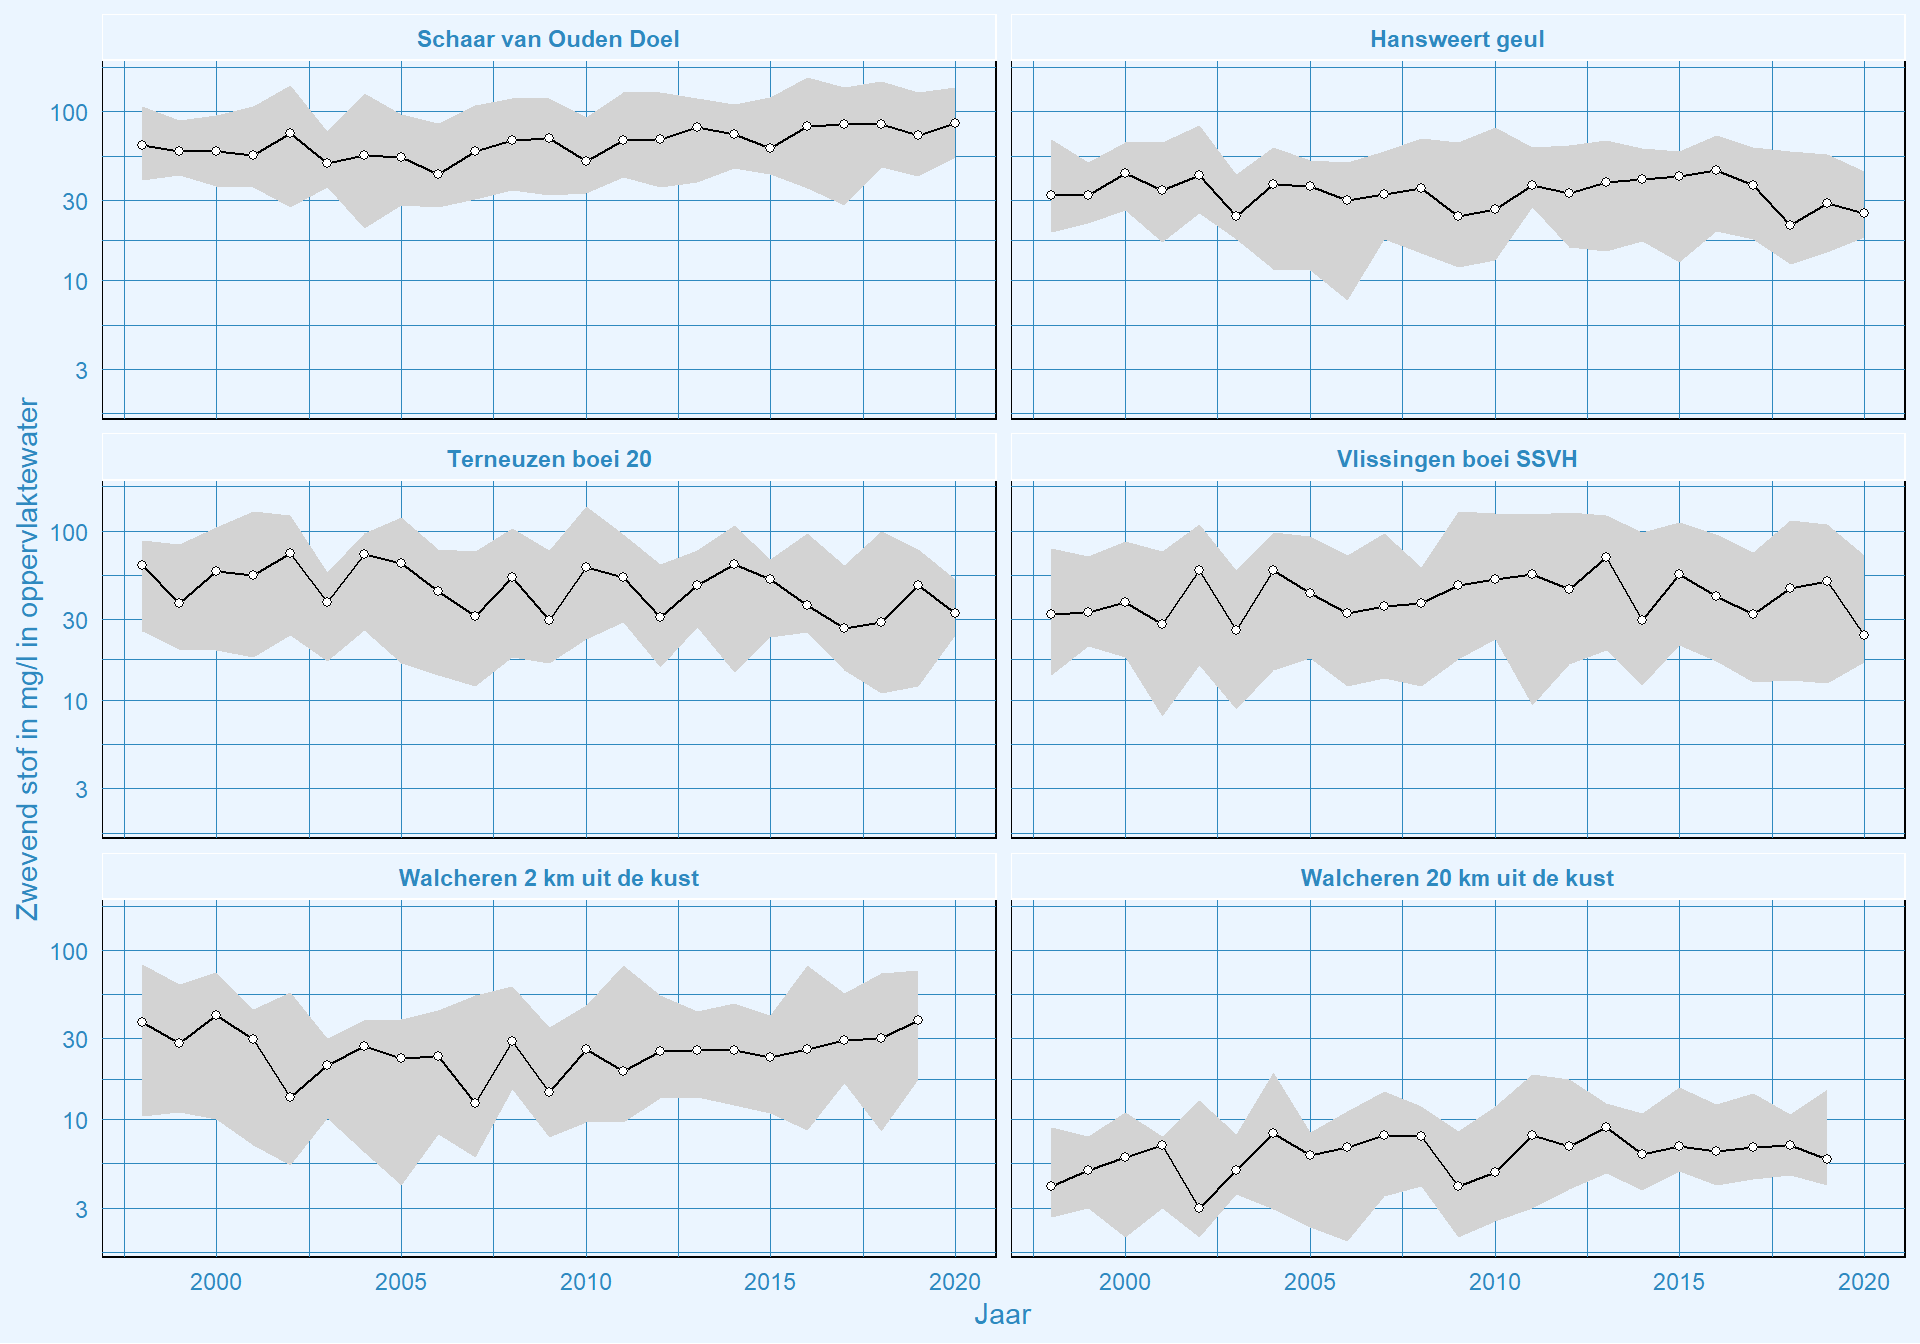 Schaar van Ouden Doel
Hansweert geul
100
30
10
3
Terneuzen boei 20
Vlissingen boei SSVH
100
30
10
3
Walcheren 2 km uit de kust
Walcheren 20 km uit de kust
100
30
10
3
Zwevend stof in mg/l in oppervlaktewater
2000 2005 2010 2015 2020
2000 2005 2010 2015 2020
Jaar